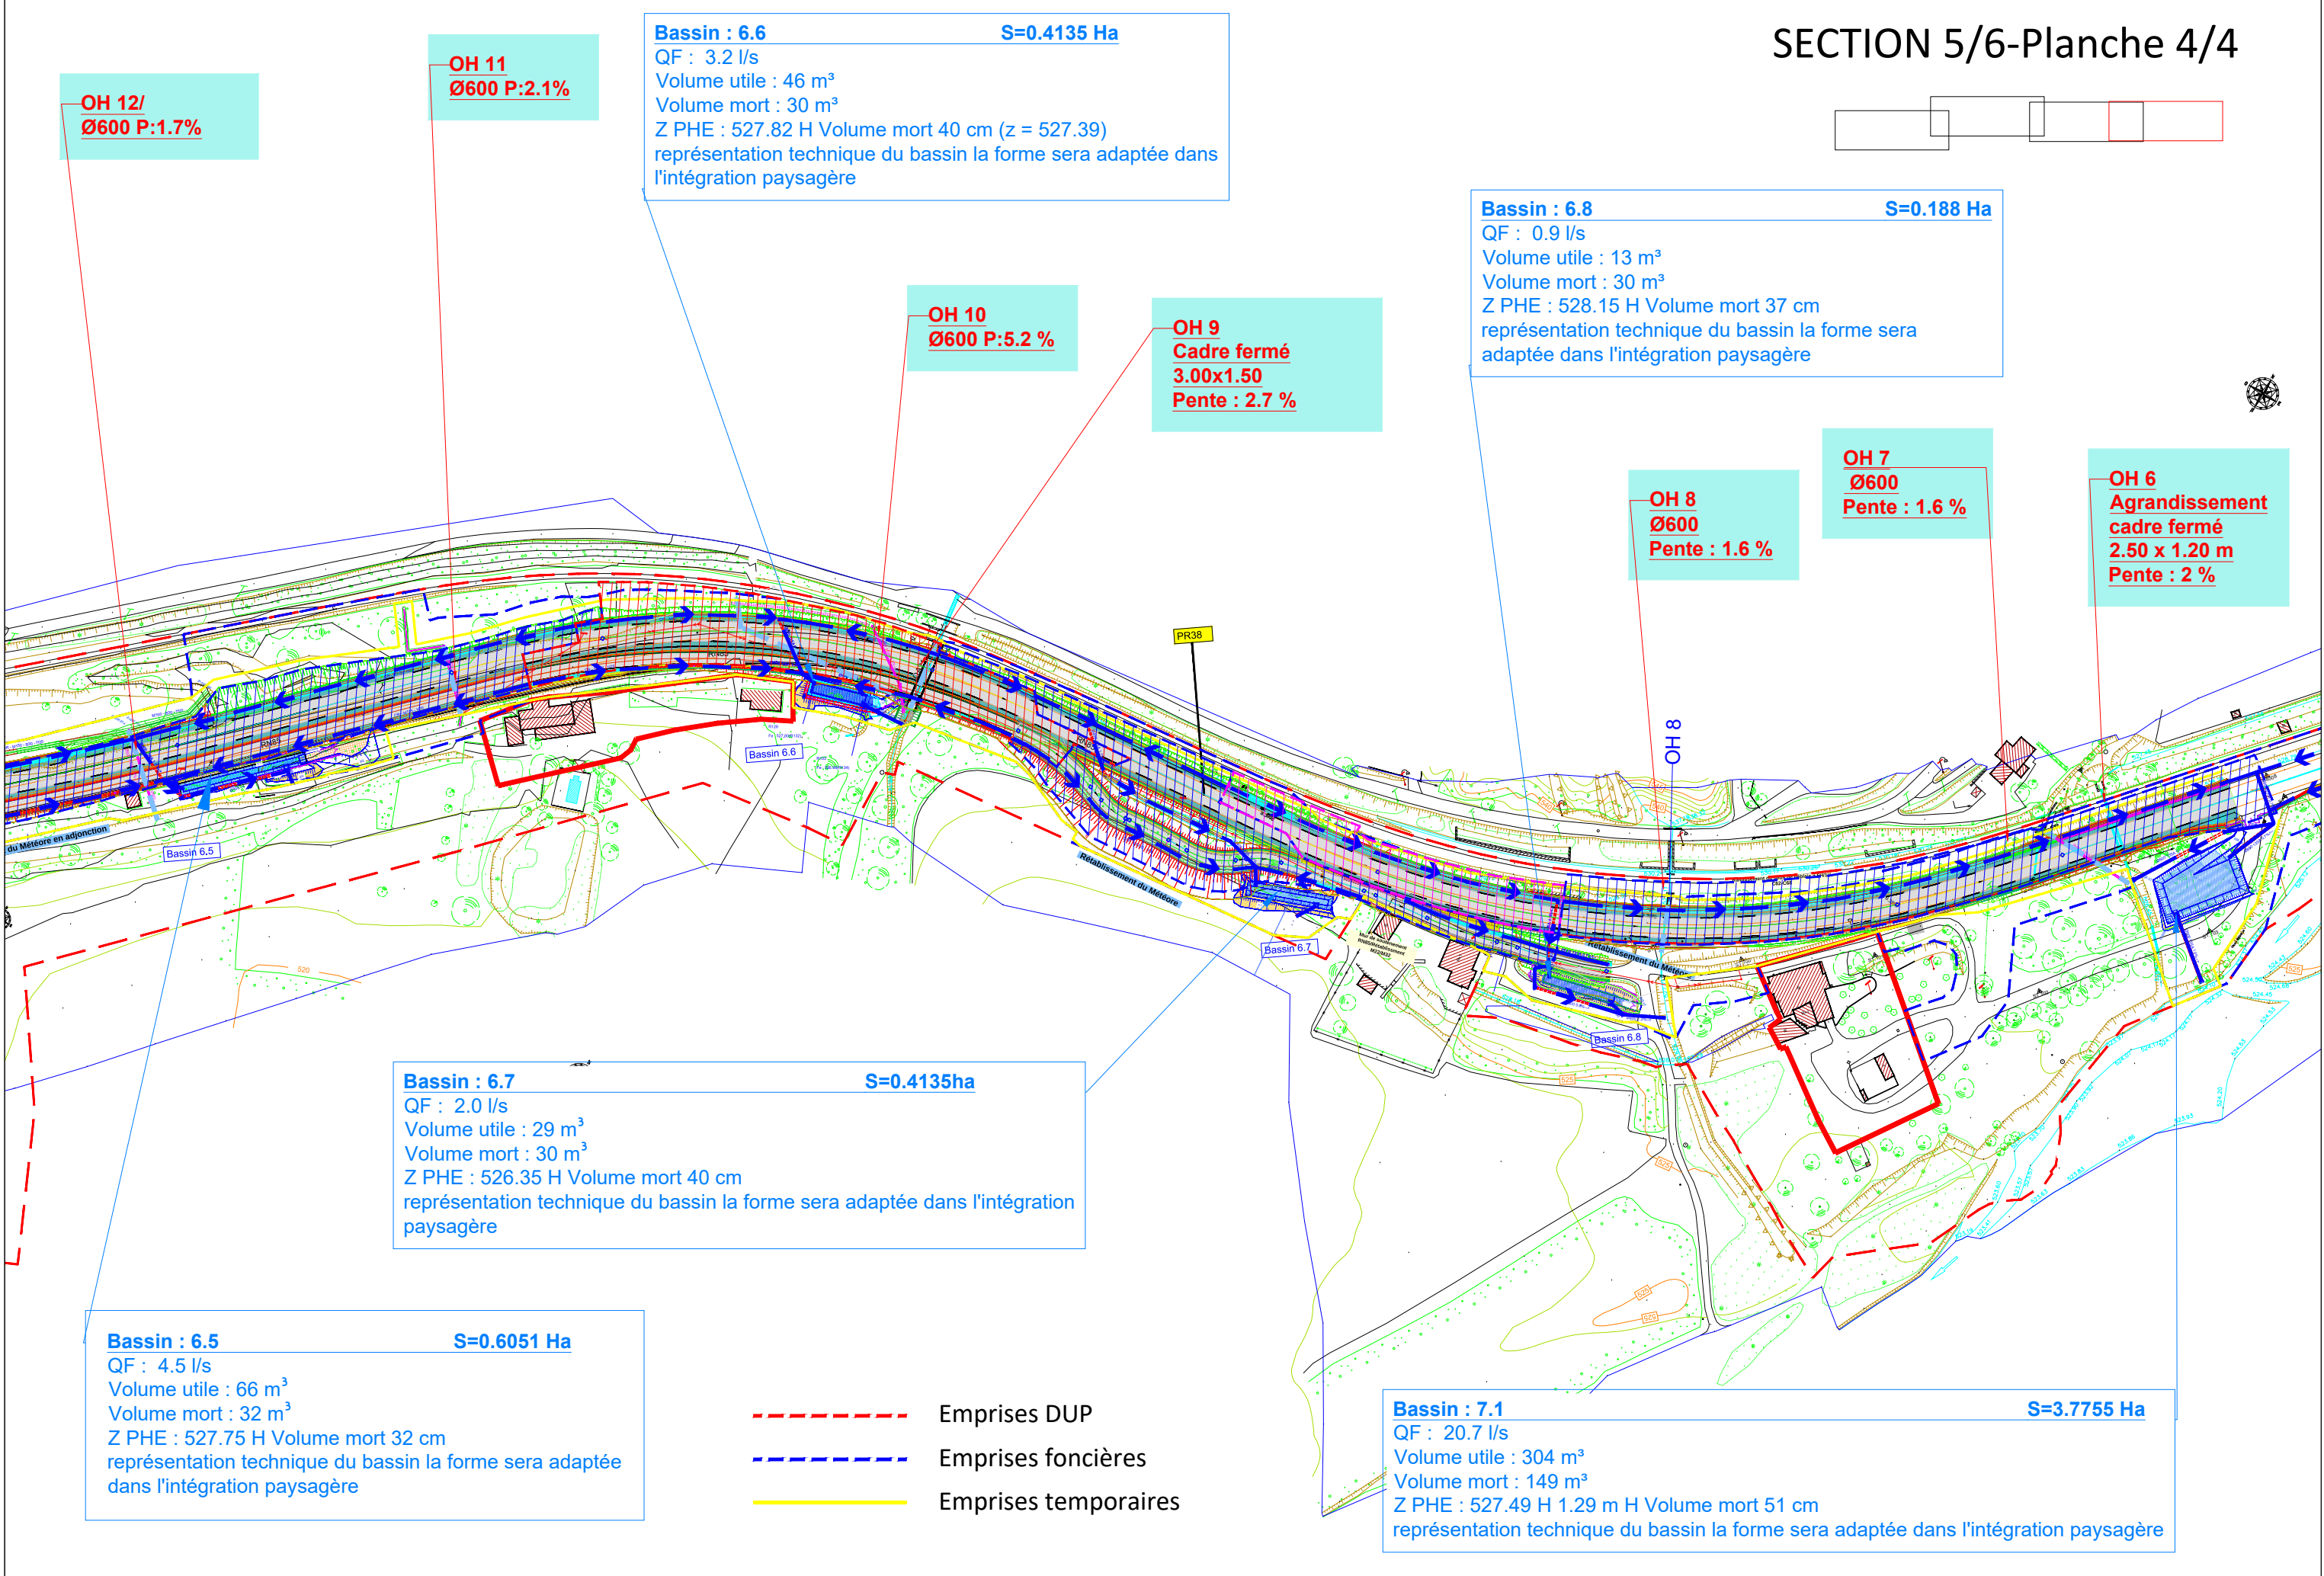 SECTION 5/6-Planche 4/4
Bassin : 6.6 S=0.4135 Ha
QF : 3.2 l/s
Volume utile : 46 m³
Volume mort : 30 m³
Z PHE : 527.82 H Volume mort 40 cm (z = 527.39)
représentation technique du bassin la forme sera adaptée dans
l'intégration paysagère
OH 11
Ø600 P:2.1%
OH 12/
Ø600 P:1.7%
Bassin : 6.8 S=0.188 Ha
QF : 0.9 l/s
Volume utile : 13 m³
Volume mort : 30 m³
Z PHE : 528.15 H Volume mort 37 cm
représentation technique du bassin la forme sera
adaptée dans l'intégration paysagère
OH 10
Ø600 P:5.2 %
OH 9
Cadre fermé
3.00x1.50
Pente : 2.7 %
OH 7
Ø600
Pente : 1.6 %
OH 8
Ø600
Pente : 1.6 %
OH 6
Agrandissement
cadre fermé
2.50 x 1.20 m
Pente : 2 %
PR38
OH 8
Bassin 6.6
du Météore en adjonction
Bassin 6.5
Rétablissement du Météore
Bassin 6.7
Rétablissement du Météore
Bassin 6.8
520
525
525
525
525
525
Bassin : 6.7 S=0.4135ha
QF : 2.0 l/s
Volume utile : 29 m³
Volume mort : 30 m³
Z PHE : 526.35 H Volume mort 40 cm
représentation technique du bassin la forme sera adaptée dans l'intégration
paysagère
Bassin : 6.5 S=0.6051 Ha
QF : 4.5 l/s
Volume utile : 66 m³
Volume mort : 32 m³
Z PHE : 527.75 H Volume mort 32 cm
représentation technique du bassin la forme sera adaptée
dans l'intégration paysagère
Emprises DUP
Emprises foncières
Emprises temporaires
Bassin : 7.1 S=3.7755 Ha
QF : 20.7 l/s
Volume utile : 304 m³
Volume mort : 149 m³
Z PHE : 527.49 H 1.29 m H Volume mort 51 cm
représentation technique du bassin la forme sera adaptée dans l'intégration paysagère